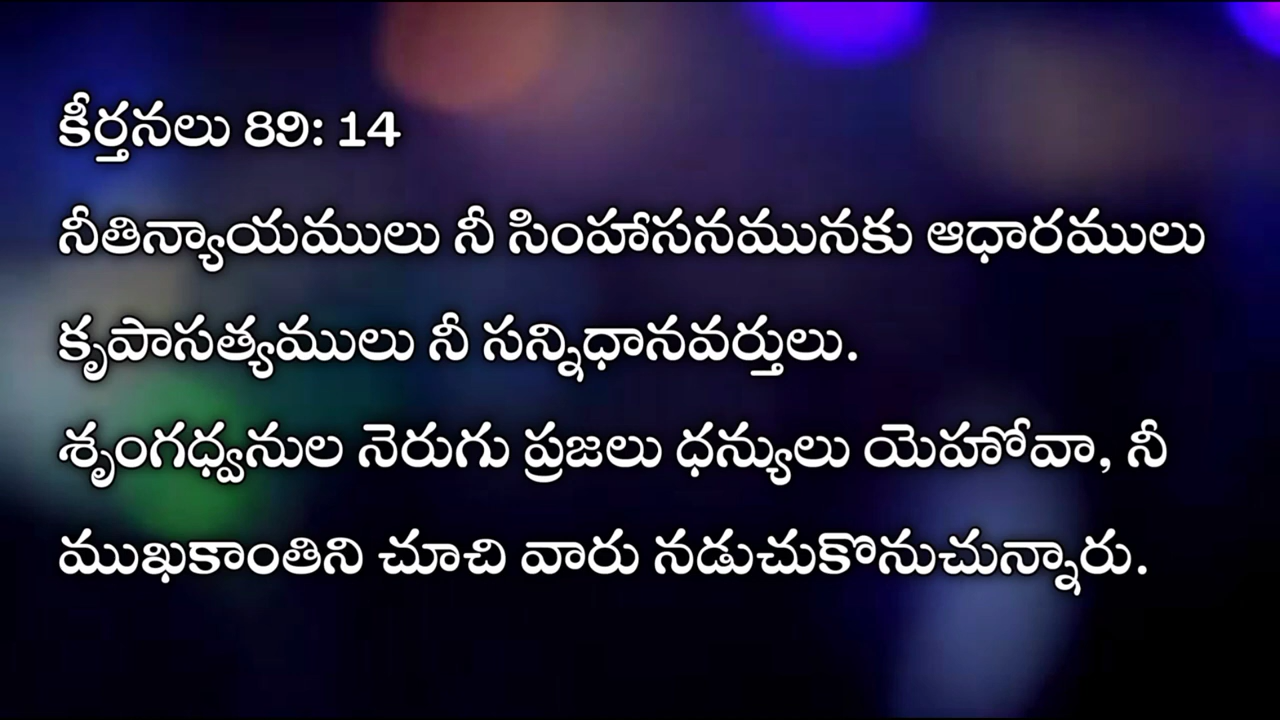 కీర్తనలు 89: 14
నీతిన్యాయములు నీ సింహాసనమునకు ఆధారములు
కృపాసత్యములు నీ సన్నిధానవర్తులు.
శృంగధ్వనుల నెరుగు ప్రజలు ధన్యులు యెహోవా, నీ
ముఖకాంతిని చూచి వారు నడుచుకొనుచున్నారు.